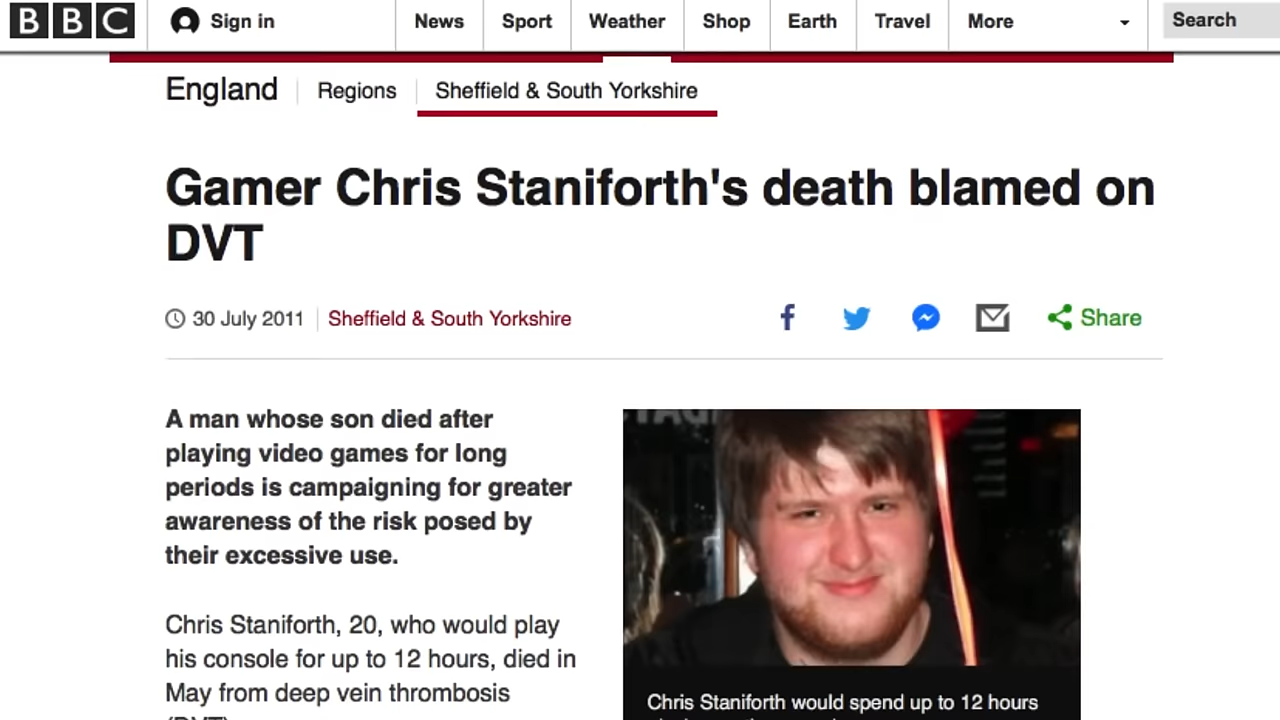 BBC Sign in News Sport Weather Shop Earth Travel More Search
England Regions Sheffield & South Yorkshire
Gamer Chris Staniforth's death blamed on
DVT
30 July 2011 Sheffield & South Yorkshire Share
A man whose son died after
playing video games for long
periods is campaigning for greater
awareness of the risk posed by
their excessive use.
Chris Staniforth, 20, who would play
his console for up to 12 hours, died in
May from deep vein thrombosis
(DVT)
Chris Staniforth would spend up to 12 hours